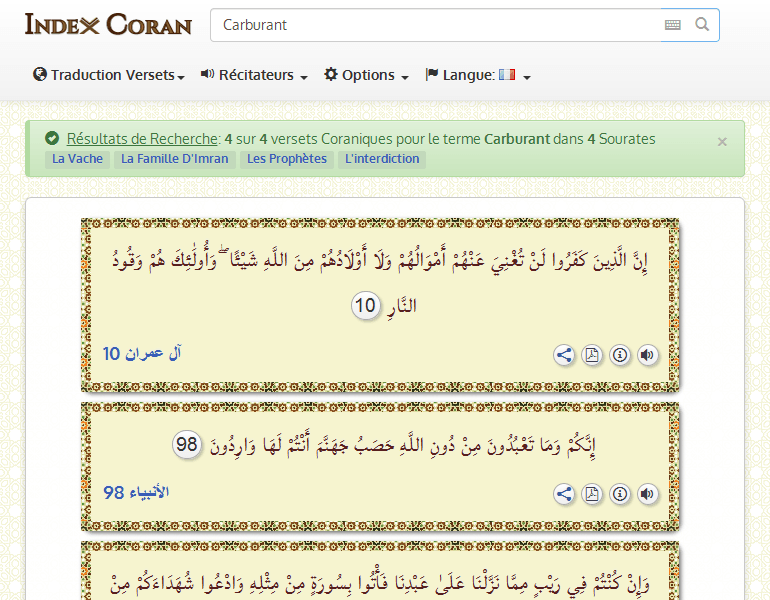 INDEX CORAN
Carburant
Traduction Versets Récitateurs Options Langue:
Résultats de Recherche: 4 sur 4 versets Coraniques pour le terme Carburant dans 4 Sourates ×
La Vache La Famille D'Imran Les Prophètes L'interdiction
إِنَّ الَّذِينَ كَفَرُوا لَنْ تُغْنِيَ عَنْهُمْ أَمْوَالُهُمْ وَلَا أَوْلَادُهُمْ مِنَ اللَّهِ شَيْئًا ۖ وَأُولَٰئِكَ هُمْ وَقُودُ
النَّارِ 10
آل عمران 10
إِنَّكُمْ وَمَا تَعْبُدُونَ مِنْ دُونِ اللَّهِ حَصَبُ جَهَنَّمَ أَنْتُمْ لَهَا وَارِدُونَ 98
الأنبياء 98
وَإِنْ كُنْتُمْ فِي رَيْبٍ مِمَّا نَزَّلْنَا عَلَىٰ عَبْدِنَا فَأْتُوا بِسُورَةٍ مِنْ مِثْلِهِ وَادْعُوا شُهَدَاءَكُمْ مِنْ